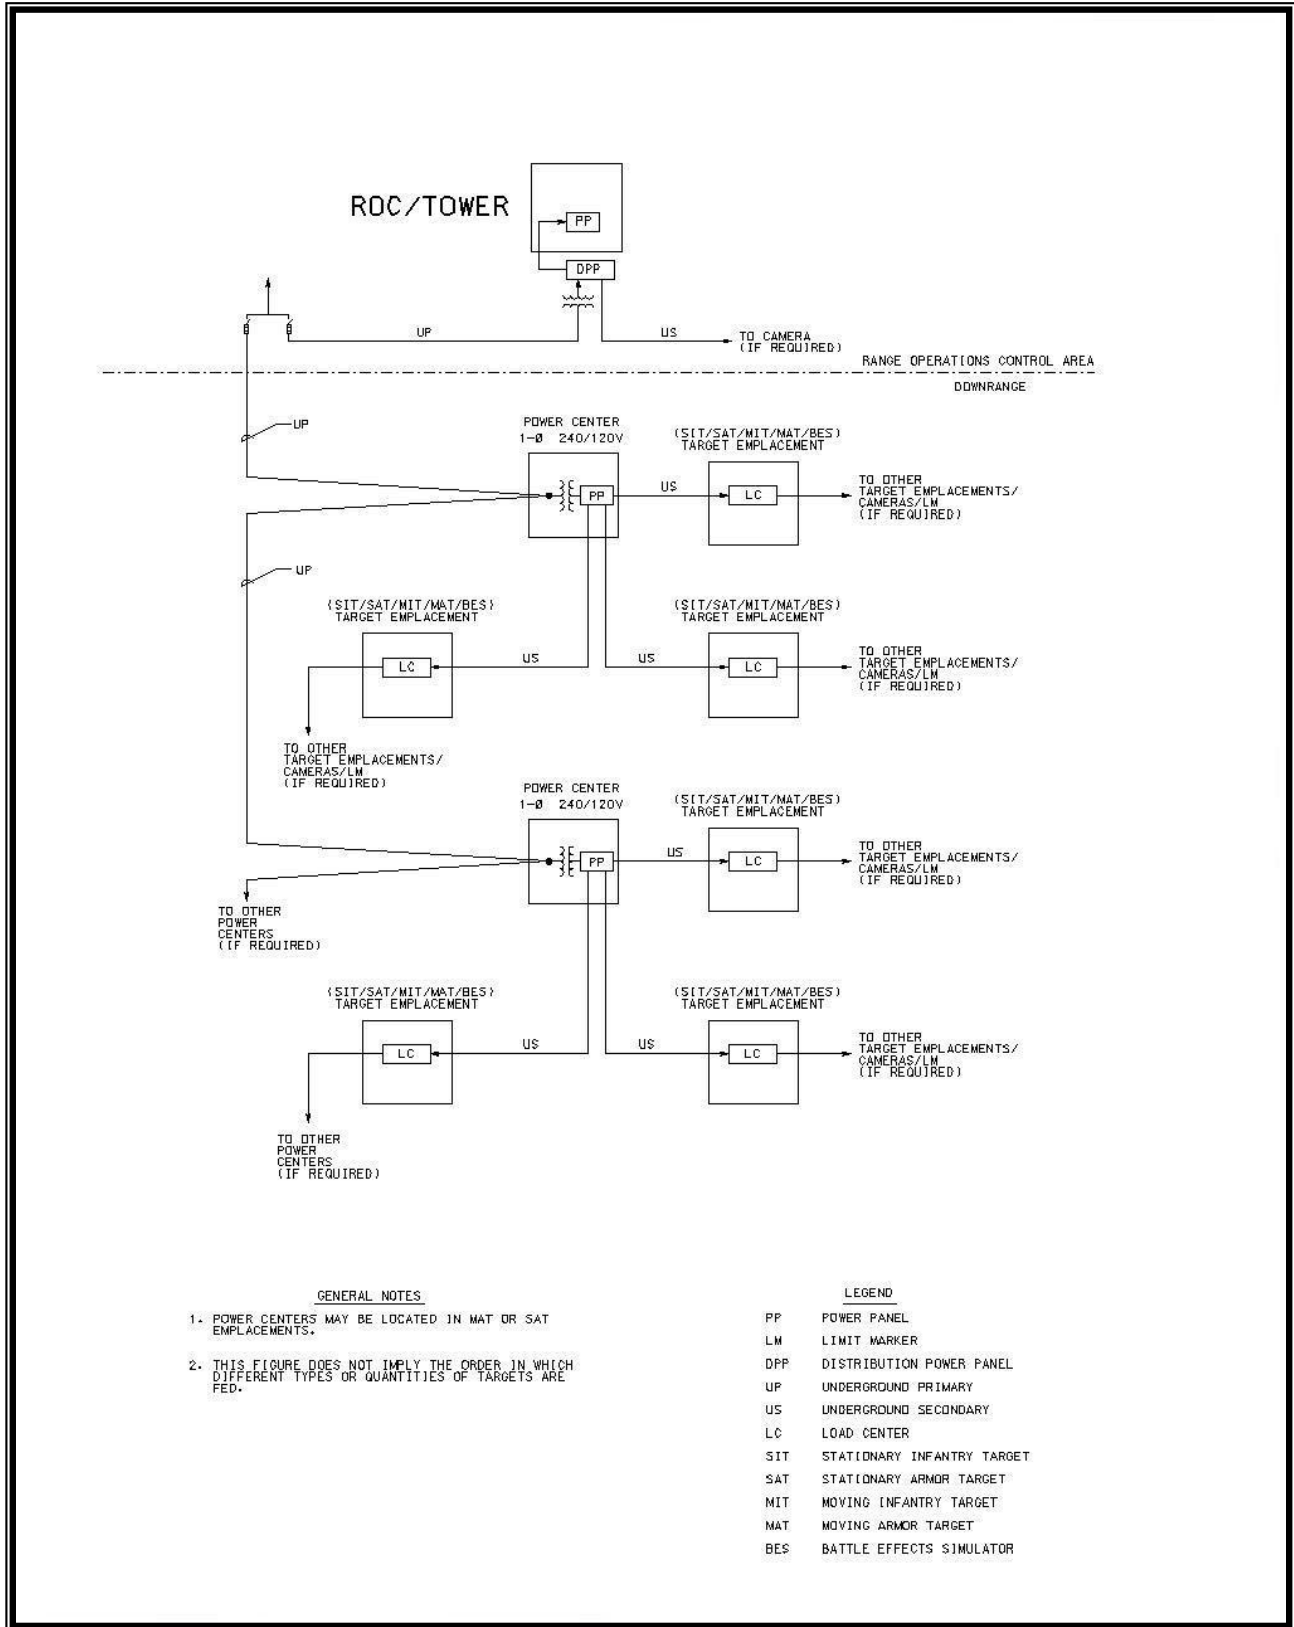 ROC/TOWER
PP
DPP
UP
US
TO CAMERA
(IF REQUIRED)
RANGE OPERATIONS CONTROL AREA
DOWNRANGE
UP
POWER CENTER
1-Ø 240/120V
(SIT/SAT/MIT/MAT/BES)
TARGET EMPLACEMENT
PP
US
LC
TO OTHER
TARGET EMPLACEMENTS/
CAMERAS/LM
(IF REQUIRED)
UP
(SIT/SAT/MIT/MAT/BES)
TARGET EMPLACEMENT
(SIT/SAT/MIT/MAT/BES)
TARGET EMPLACEMENT
LC
US
US
LC
TO OTHER
TARGET EMPLACEMENTS/
CAMERAS/LM
(IF REQUIRED)
TO OTHER
TARGET EMPLACEMENTS/
CAMERAS/LM
(IF REQUIRED)
POWER CENTER
1-Ø 240/120V
(SIT/SAT/MIT/MAT/BES)
TARGET EMPLACEMENT
PP
US
LC
TO OTHER
TARGET EMPLACEMENTS/
CAMERAS/LM
(IF REQUIRED)
TO OTHER
POWER
CENTERS
(IF REQUIRED)
(SIT/SAT/MIT/MAT/BES)
TARGET EMPLACEMENT
(SIT/SAT/MIT/MAT/BES)
TARGET EMPLACEMENT
LC
US
US
LC
TO OTHER
TARGET EMPLACEMENTS/
CAMERAS/LM
(IF REQUIRED)
TO OTHER
POWER
CENTERS
(IF REQUIRED)
GENERAL NOTES
1. POWER CENTERS MAY BE LOCATED IN MAT OR SAT
EMPLACEMENTS.
2. THIS FIGURE DOES NOT IMPLY THE ORDER IN WHICH
DIFFERENT TYPES OR QUANTITIES OF TARGETS ARE
FED.
LEGEND
PP POWER PANEL
LM LIMIT MARKER
DPP DISTRIBUTION POWER PANEL
UP UNDERGROUND PRIMARY
US UNDERGROUND SECONDARY
LC LOAD CENTER
SIT STATIONARY INFANTRY TARGET
SAT STATIONARY ARMOR TARGET
MIT MOVING INFANTRY TARGET
MAT MOVING ARMOR TARGET
BES BATTLE EFFECTS SIMULATOR